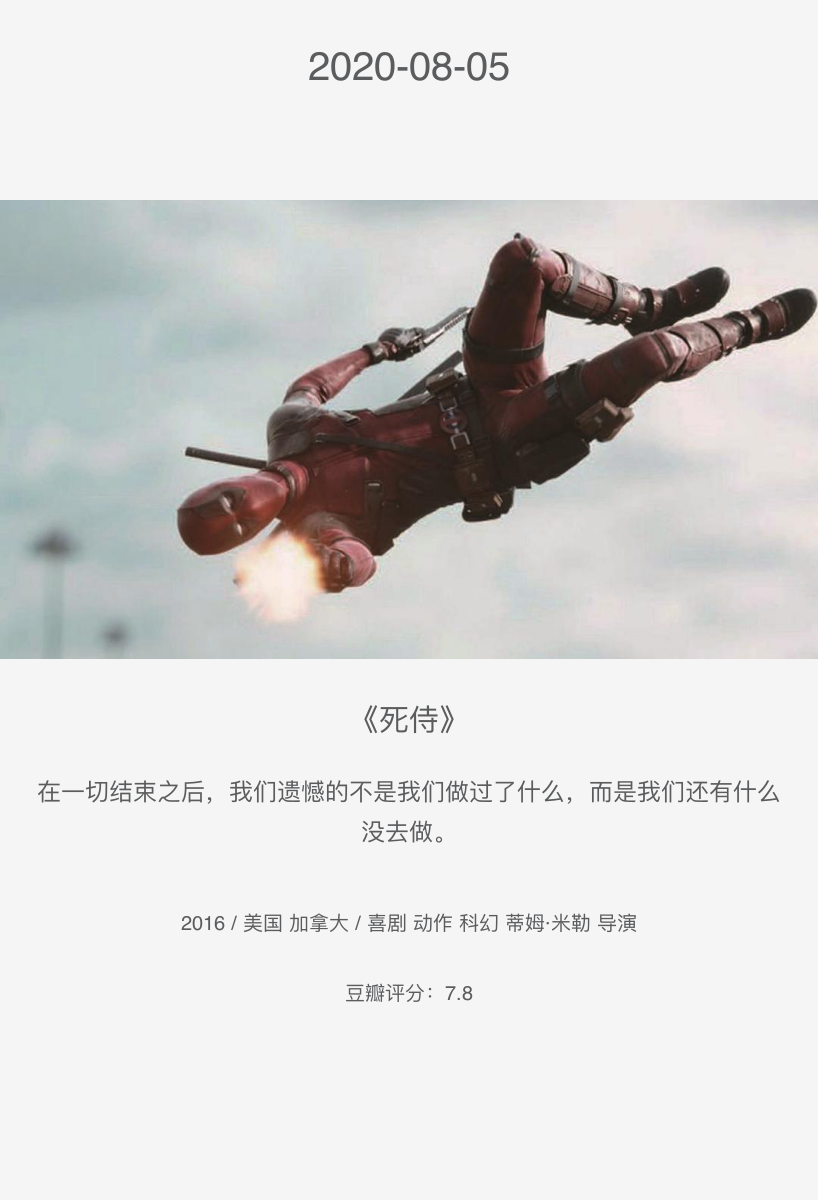 2020-08-05
《死侍》
在一切结束之后，我们遗憾的不是我们做过了什么，而是我们还有什么
没去做。
2016 / 美国 加拿大 / 喜剧 动作 科幻 蒂姆·米勒 导演
豆瓣评分：7.8